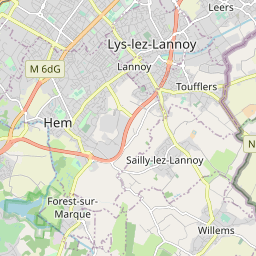 Leers
Lys-lez-Lannoy
Lannoy
M 6dG
Toufflers
Hem
N
Sailly-lez-Lannoy
Forest-sur-
Marque
Willems